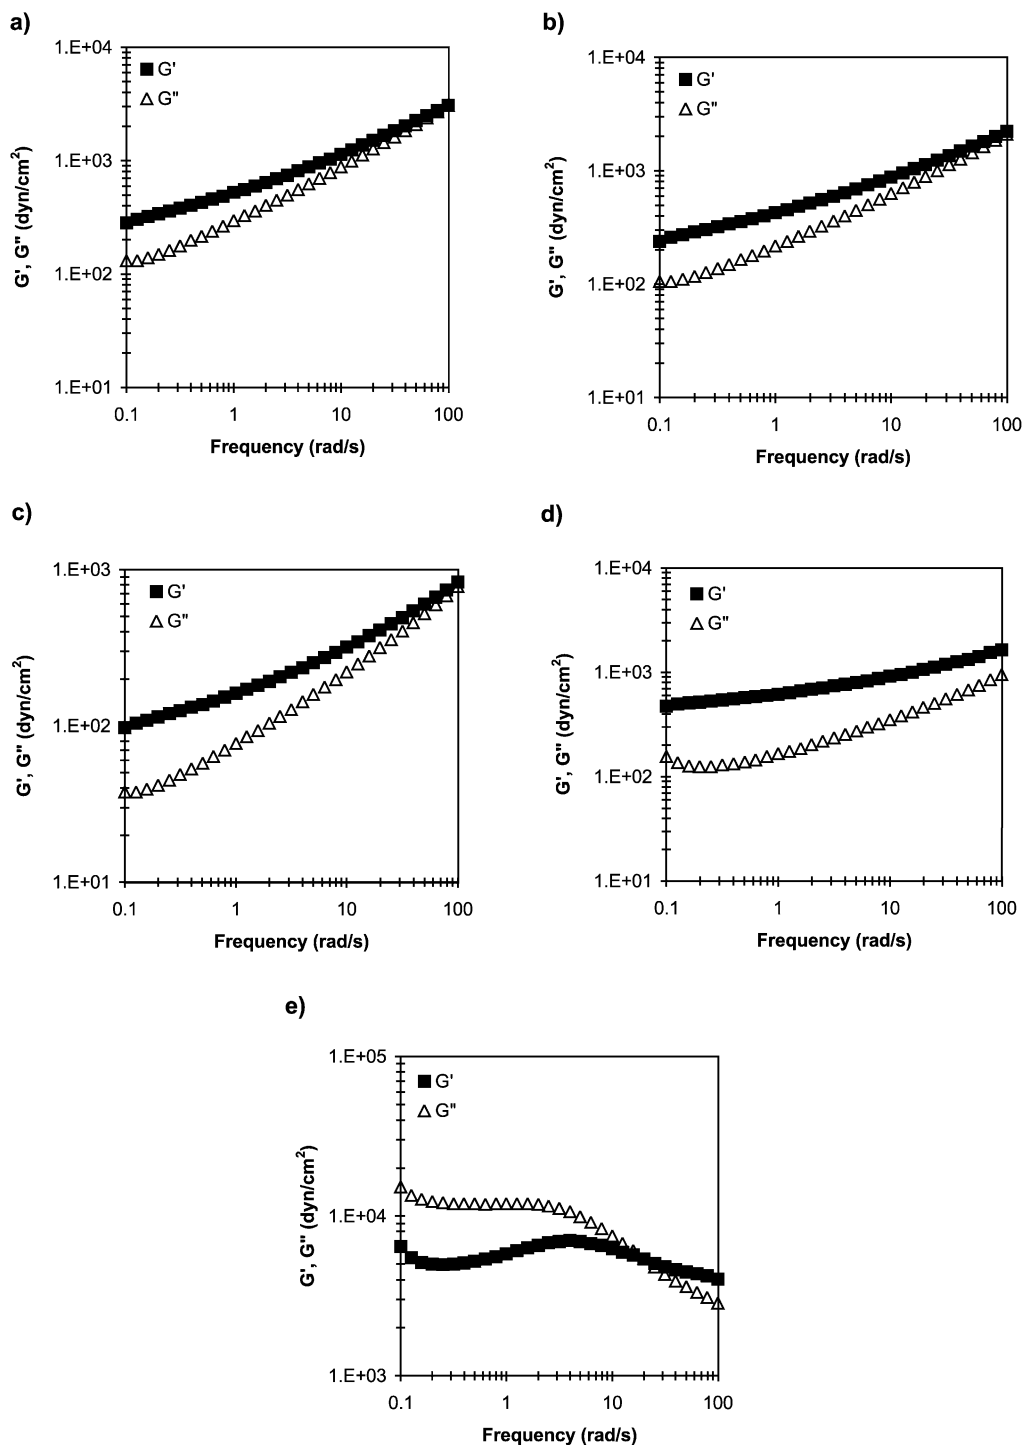 a)
1.E+04
1.E+03
1.E+02
1.E+01
G'
G"
G', G" (dyn/cm2)
0.1 1 10 100
Frequency (rad/s)
b)
1.E+04
1.E+03
1.E+02
1.E+01
G'
G"
G', G" (dyn/cm2)
0.1 1 10 100
Frequency (rad/s)
c)
1.E+03
1.E+02
1.E+01
G'
G"
G', G" (dyn/cm2)
0.1 1 10 100
Frequency (rad/s)
d)
1.E+04
1.E+03
1.E+02
1.E+01
G'
G"
G', G" (dyn/cm2)
0.1 1 10 100
Frequency (rad/s)
e)
1.E+05
1.E+04
1.E+03
G'
G"
G', G" (dyn/cm2)
0.1 1 10 100
Frequency (rad/s)